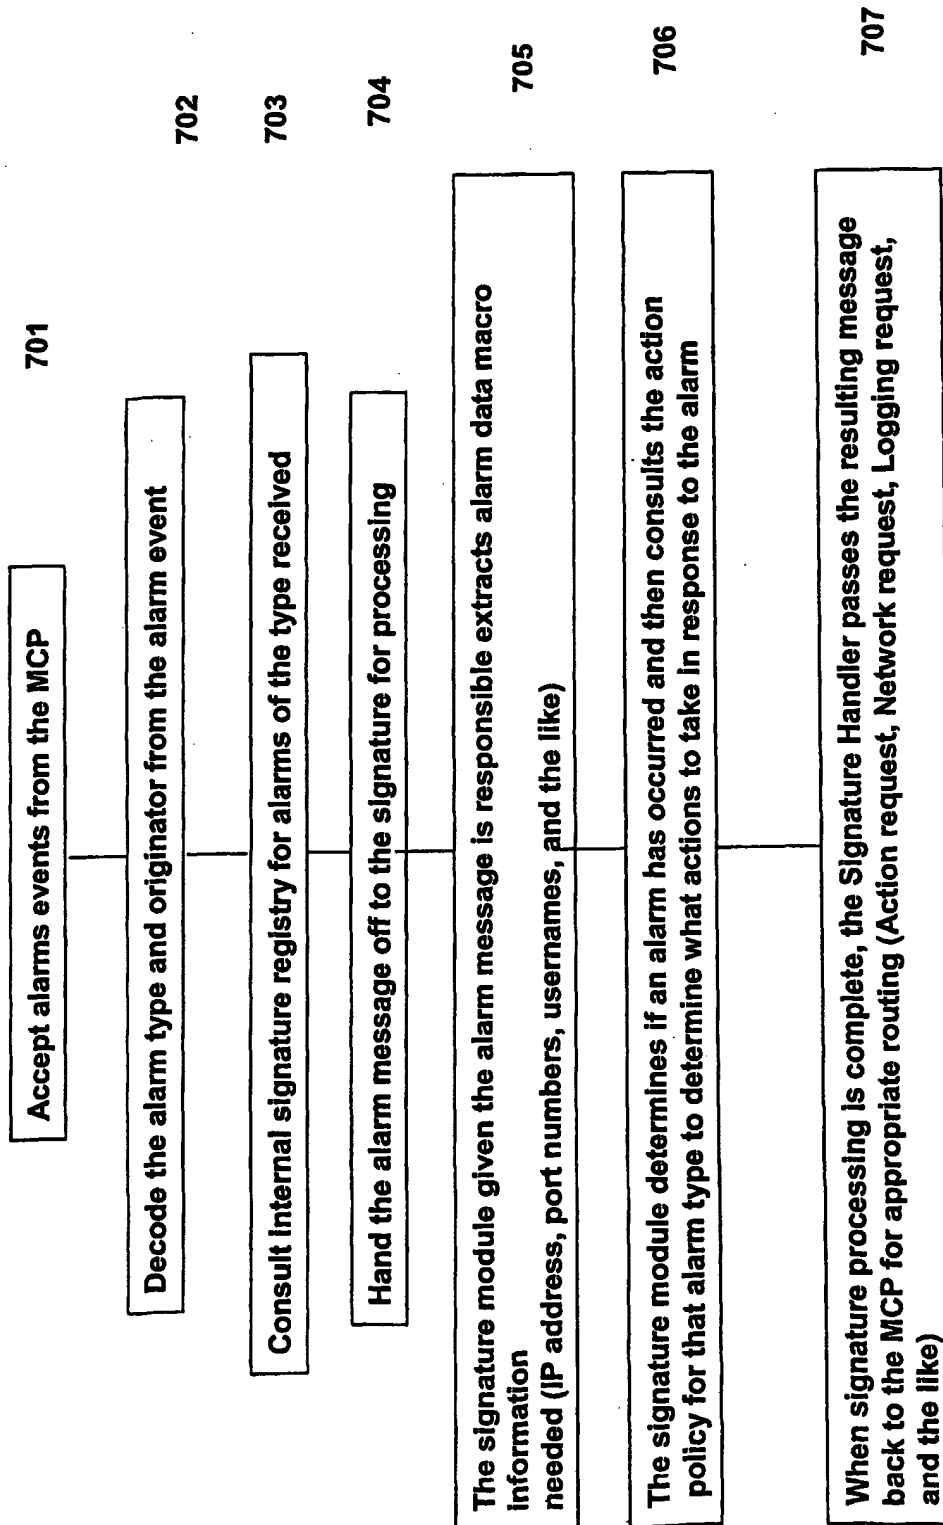 701
Accept alarms events from the MCP
702
Decode the alarm type and originator from the alarm event
703
Consult Internal signature registry for alarms of the type received
704
Hand the alarm message off to the signature for processing
705
The signature module given the alarm message is responsible extracts alarm data macro
information
needed (IP address, port numbers, usernames, and the like)
706
The signature module determines if an alarm has occurred and then consults the action
policy for that alarm type to determine what actions to take in response to the alarm
707
When signature processing is complete, the Signature Handler passes the resulting message
back to the MCP for appropriate routing (Action request, Network request, Logging request,
and the like)